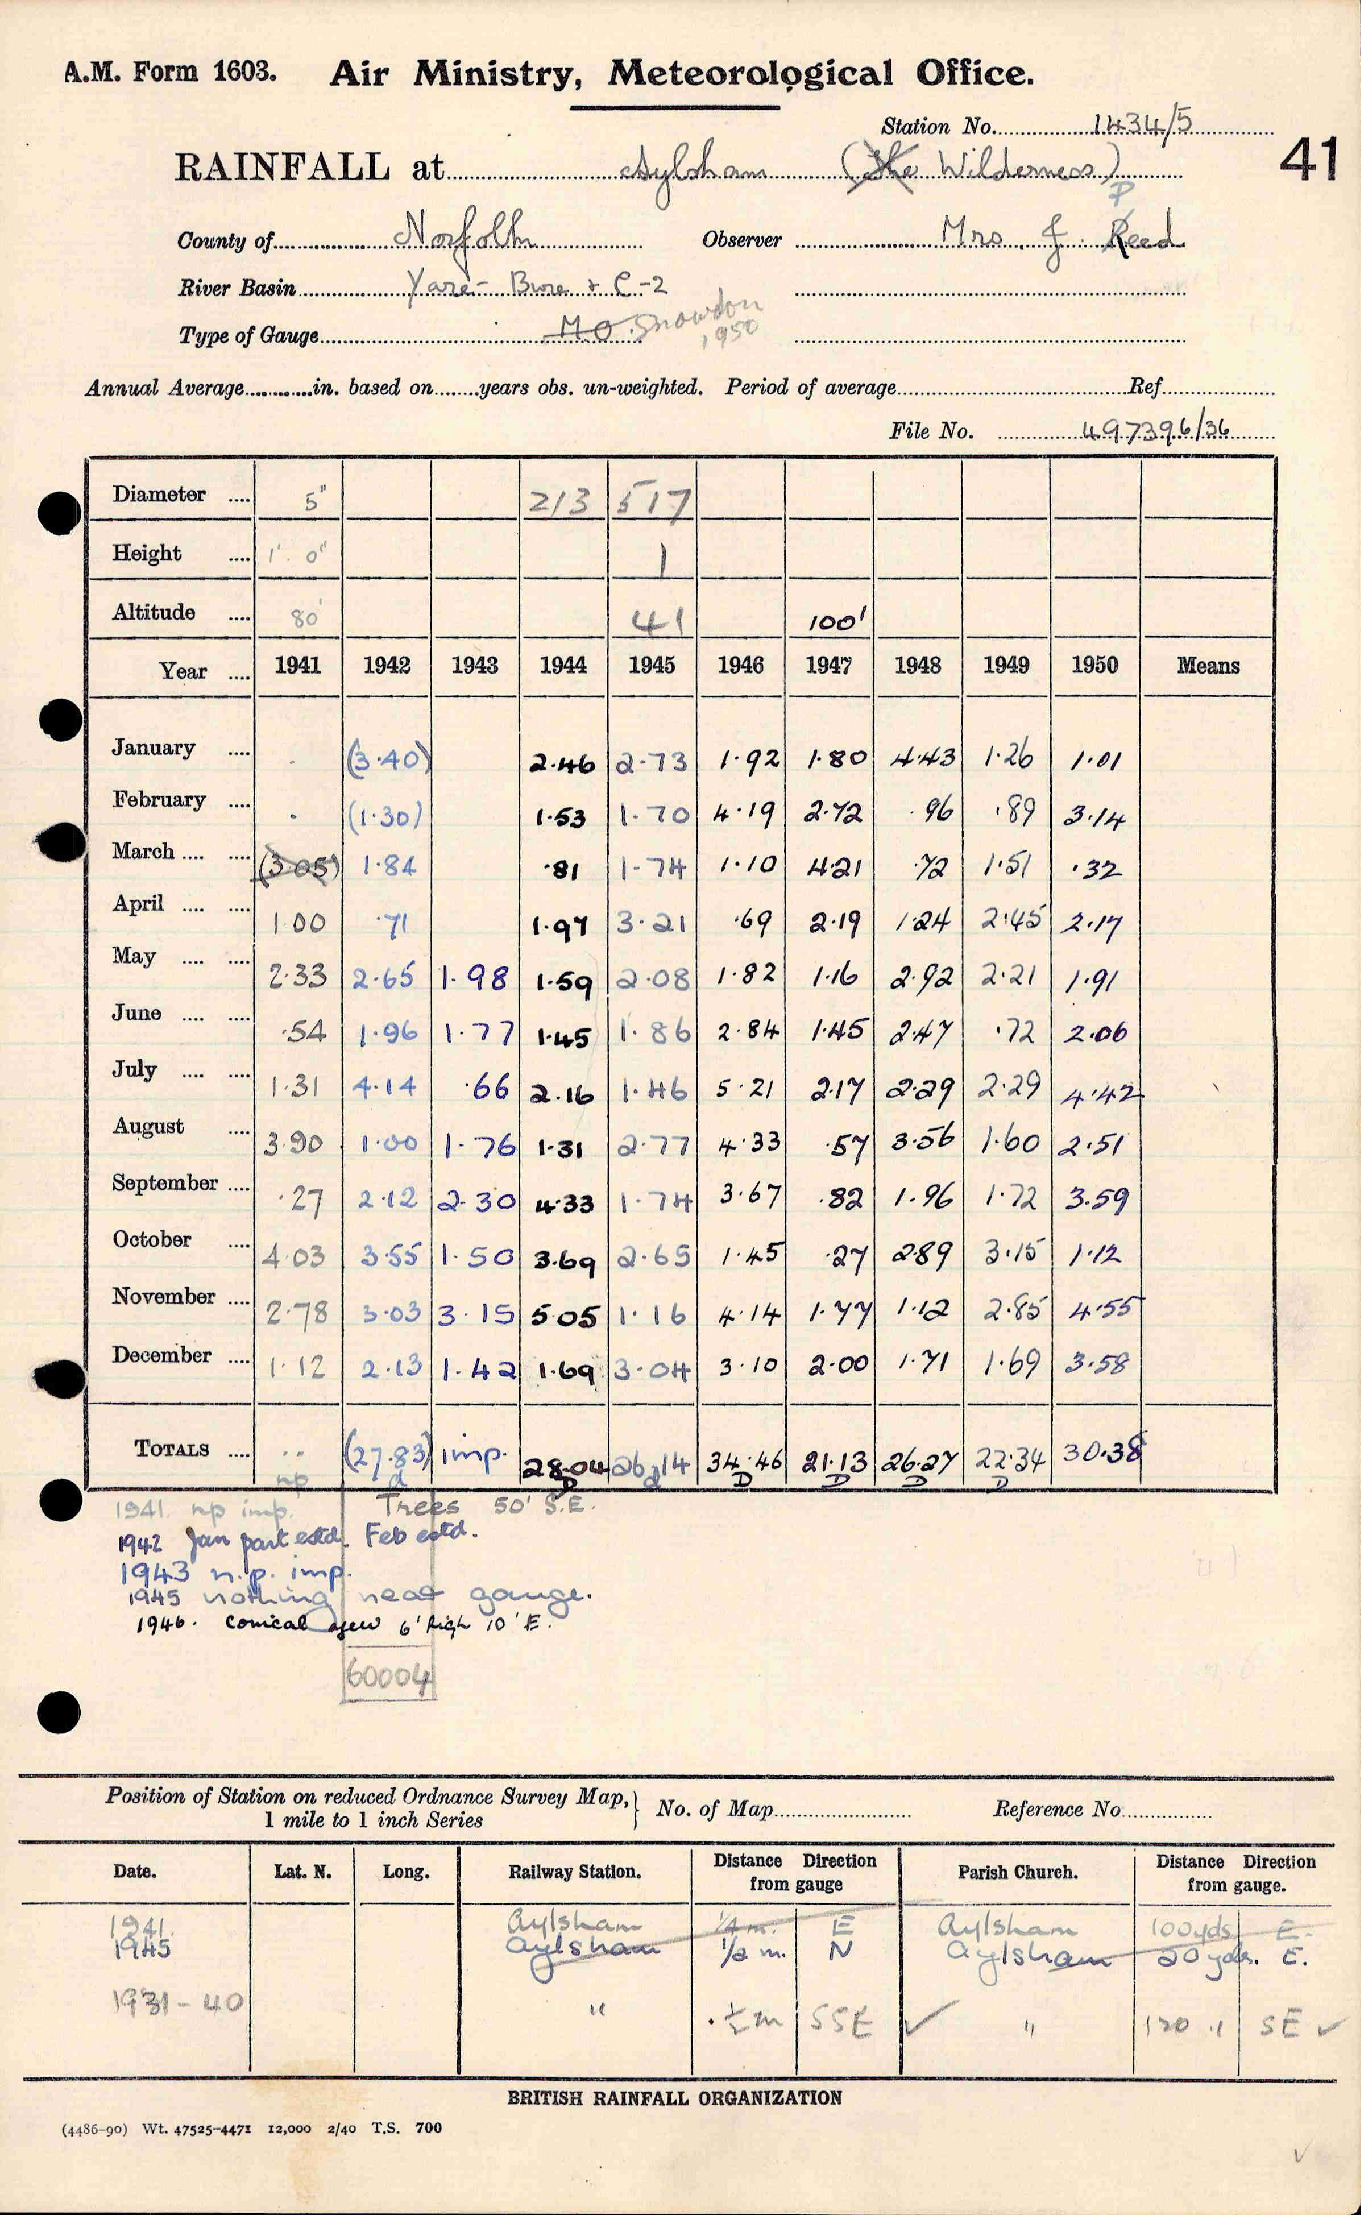 A.M. Form 1603. Air Ministry, Meteorological Office.
Station No. 1434/5
41
RAINFALL at Aylsham (The Wilderness)
County of Norfolk Observer Mrs J. Reed
River Basin Yare - Bure & C-2
Type of Gauge M.O. Snowdon 1950
Annual Average in. based on years obs. un-weighted. Period of average Ref
File No. 497396/36
Diameter .... 5" 213 517
Height .... 1' 0" 1
Altitude .... 80' 41 100'
Year .... 1941 1942 1943 1944 1945 1946 1947 1948 1949 1950 Means
January .... . (3.40) 2.46 2.73 1.92 1.80 4.43 1.26 1.01
February .... . (1.30) 1.53 1.70 4.19 2.72 .96 .89 3.14
March .... .... (3.05) 1.84 .81 1.74 1.10 4.21 .72 1.51 .32
April .... .... 1.00 .71 1.97 3.21 .69 2.19 1.24 2.45 2.17
May .... .... 2.33 2.65 1.98 1.59 2.08 1.82 1.16 2.92 2.21 1.91
June .... .... .54 1.96 1.77 1.45 1.86 2.84 1.45 2.47 .72 2.06
July .... .... 1.31 4.14 .66 2.16 1.46 5.21 2.17 2.29 2.29 4.42
August .... 3.90 1.00 1.76 1.31 2.77 4.33 .57 3.56 1.60 2.51
September .... .27 2.12 2.30 4.33 1.74 3.67 .82 1.96 1.72 3.59
October .... 4.03 3.55 1.50 3.69 2.65 1.45 .27 2.89 3.15 1.12
November .... 2.78 3.03 3.15 5.05 1.16 4.14 1.77 1.12 2.85 4.55
December .... 1.12 2.13 1.42 1.69 3.04 3.10 2.00 1.71 1.69 3.58
TOTALS .... .. (27.83) imp. 28.04 26.14 34.46 21.13 26.27 22.34 30.38
np d D d D D D D
1941. np imp. Trees 50' S.E.
1942 Jan part estd. Feb estd.
1943 n.p. imp.
1945 nothing near gauge.
1946. Conical 6' high 10' E.
60004
Position of Station on reduced Ordnance Survey Map, 1 mile to 1 inch Series No. of Map Reference No
Date. Lat. N. Long. Railway Station. Distance Direction from gauge Parish Church. Distance Direction from gauge.
1941. Aylsham 1/4 m. E Aylsham 100 yds E.
1945 Aylsham 1/2 m. N Aylsham 20 yds. E.
1931-40 " 1/2 m SSE ✓ " 120 " SE ✓
BRITISH RAINFALL ORGANIZATION
(4486-90) Wt. 47525-4471 12,000 2/40 T.S. 700